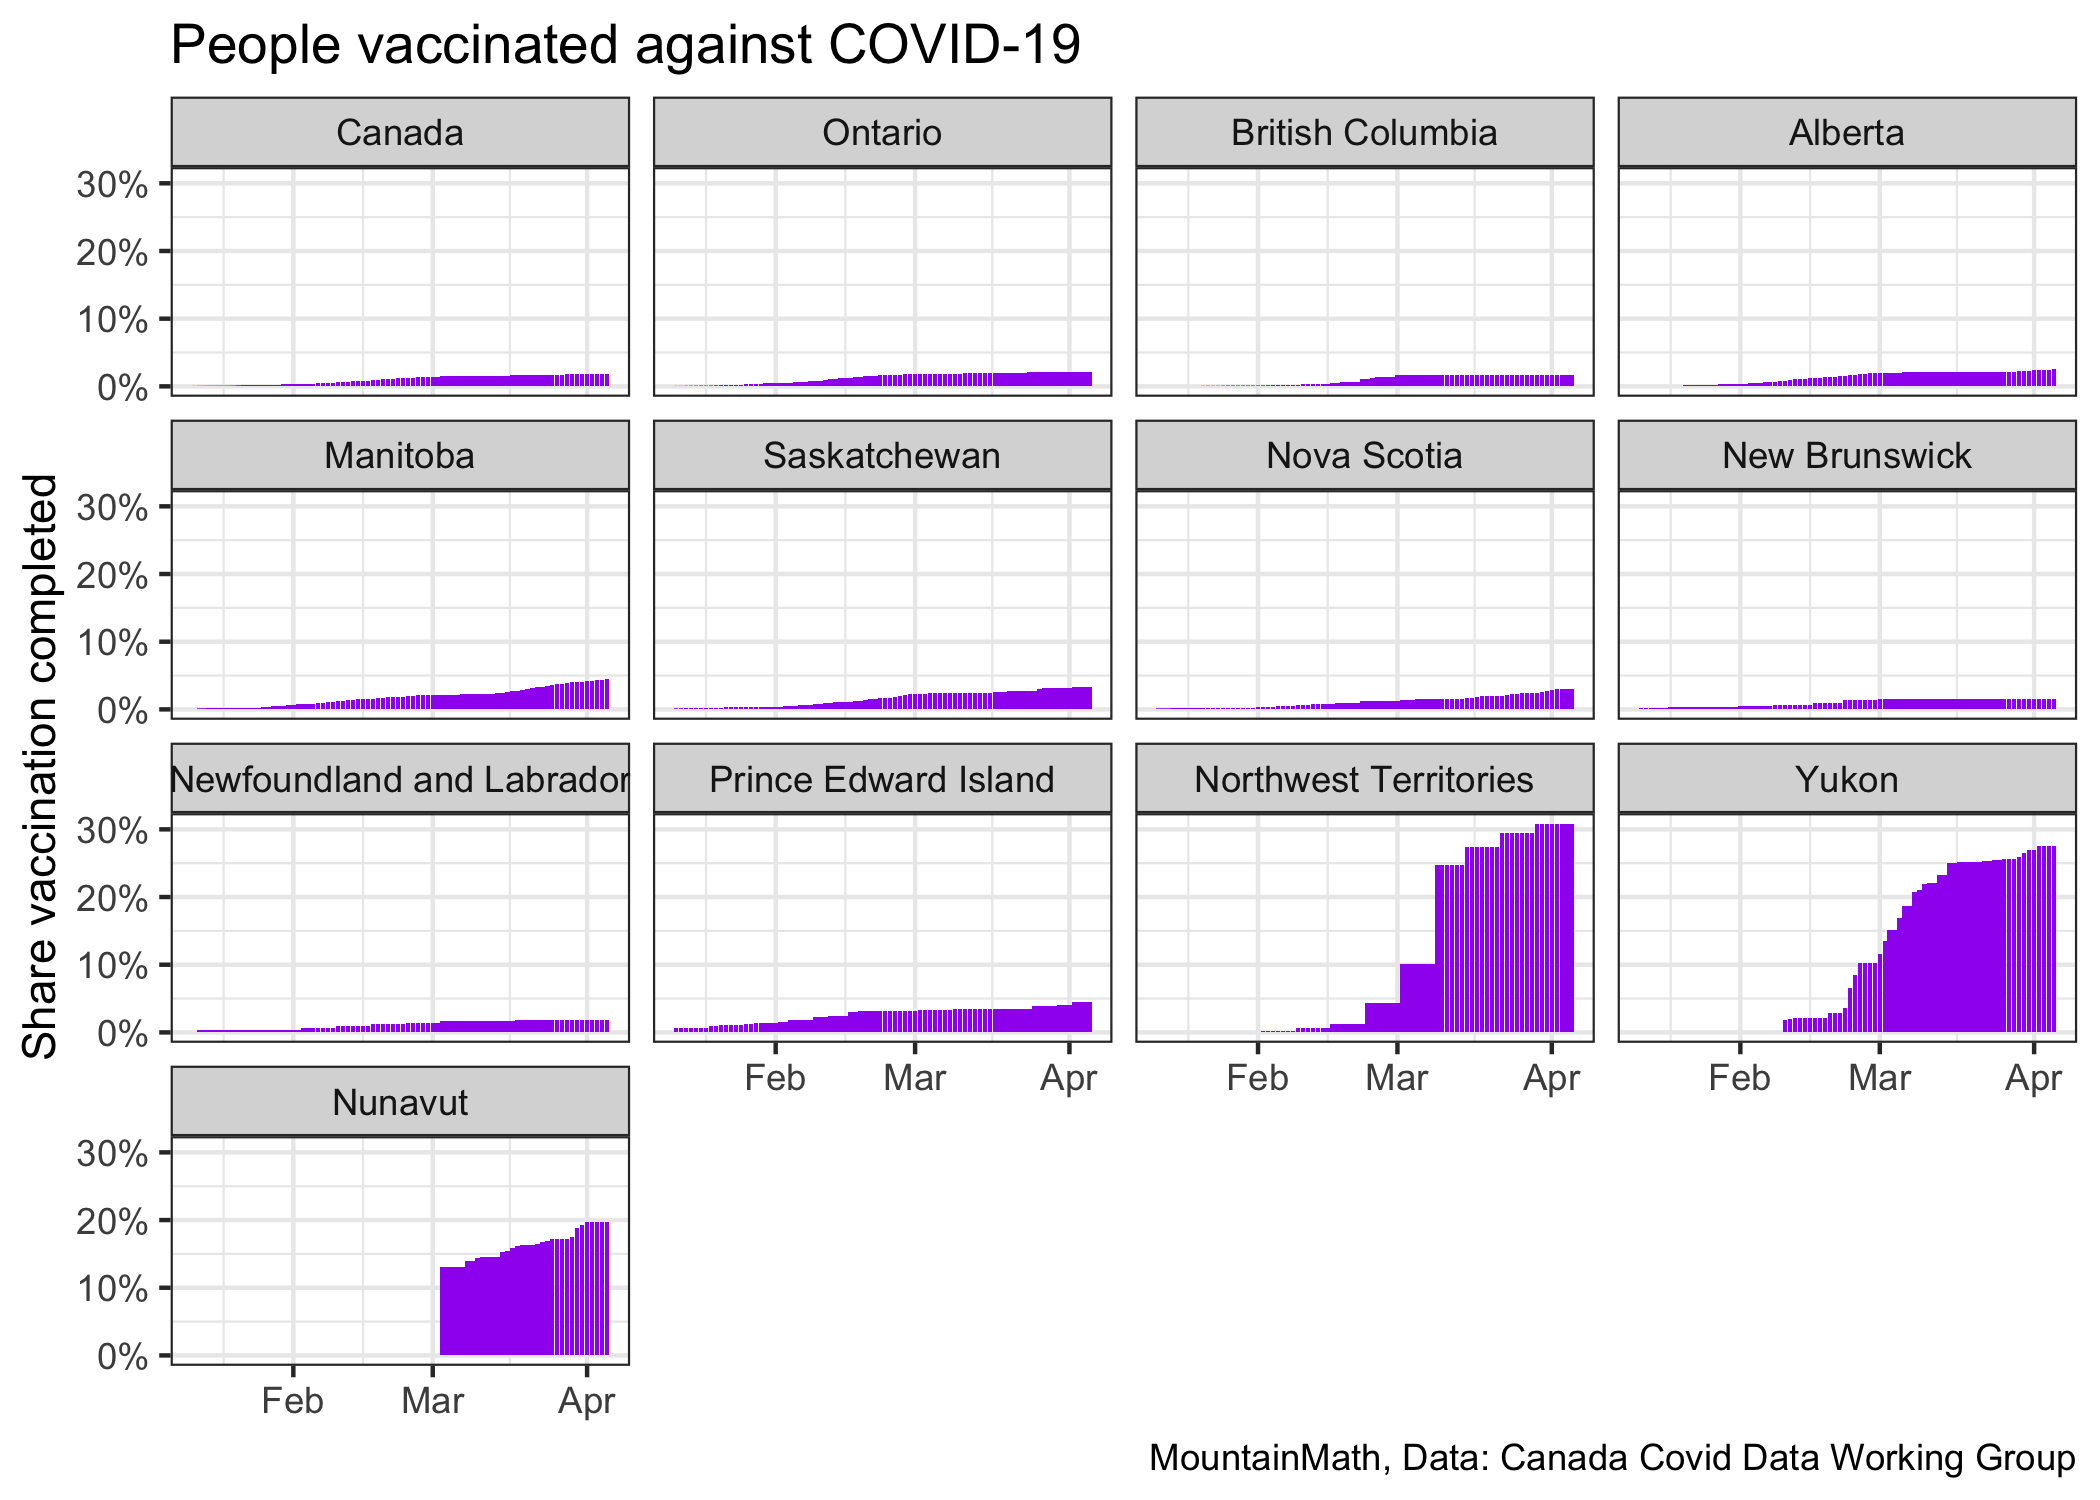 People vaccinated against COVID-19
Share vaccination completed
Canada
Ontario
British Columbia
Alberta
30%
20%
10%
0%
Manitoba
Saskatchewan
Nova Scotia
New Brunswick
30%
20%
10%
0%
Newfoundland and Labrador
Prince Edward Island
Northwest Territories
Yukon
30%
20%
10%
0%
Feb Mar Apr
Feb Mar Apr
Feb Mar Apr
Nunavut
30%
20%
10%
0%
Feb Mar Apr
MountainMath, Data: Canada Covid Data Working Group